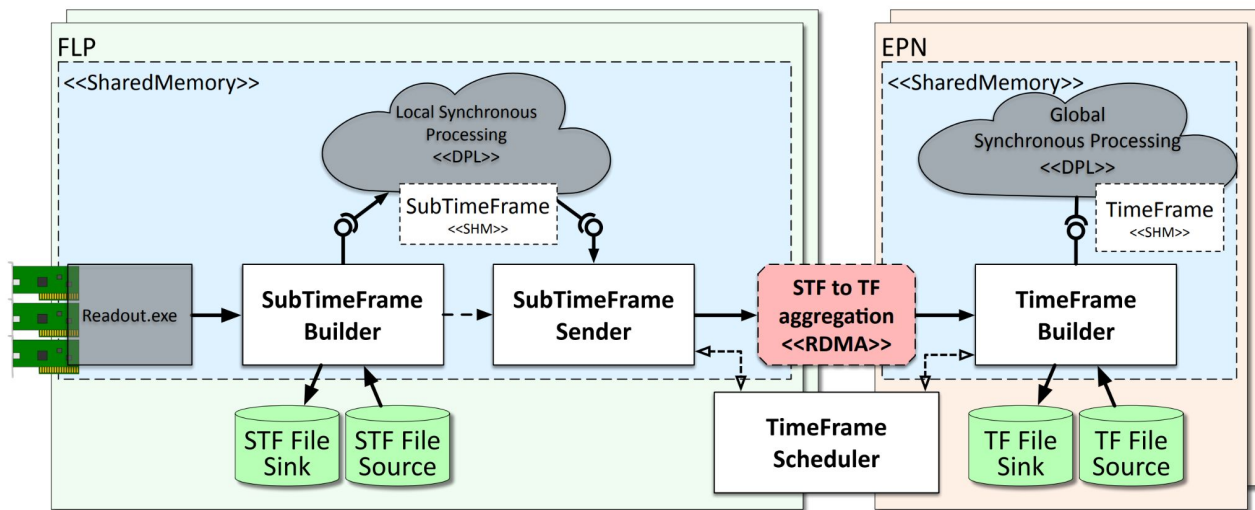 FLP
<<SharedMemory>>
Local Synchronous
Processing
<<DPL>>
SubTimeFrame
<<SHM>>
Readout.exe
SubTimeFrame
Builder
SubTimeFrame
Sender
STF to TF
aggregation
<<RDMA>>
STF File
Sink
STF File
Source
TimeFrame
Scheduler
EPN
<<SharedMemory>>
Global
Synchronous Processing
<<DPL>>
TimeFrame
<<SHM>>
TimeFrame
Builder
TF File
Sink
TF File
Source